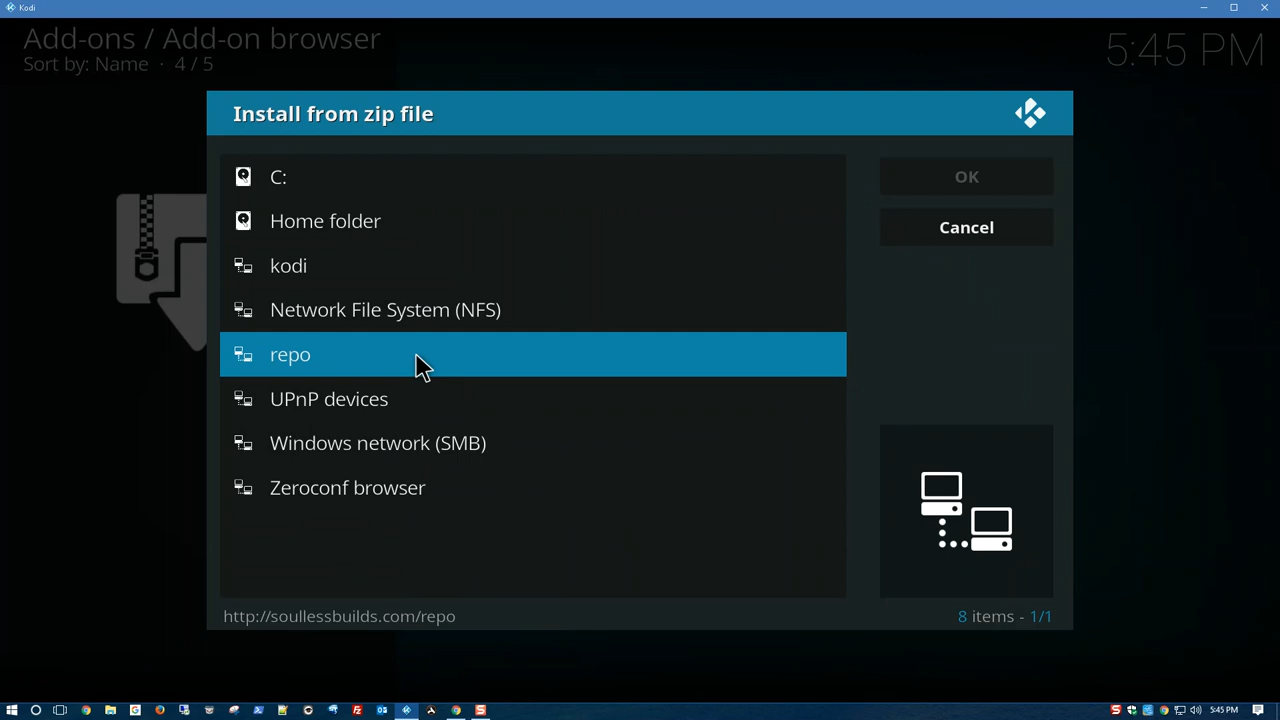 Kodi
Add-ons / Add-on browser
Sort by: Name · 4 / 5
5:45 PM
Install from zip file
C:
Home folder
kodi
Network File System (NFS)
repo
UPnP devices
Windows network (SMB)
Zeroconf browser
OK
Cancel
http://soullessbuilds.com/repo
8 items - 1/1
5:45 PM